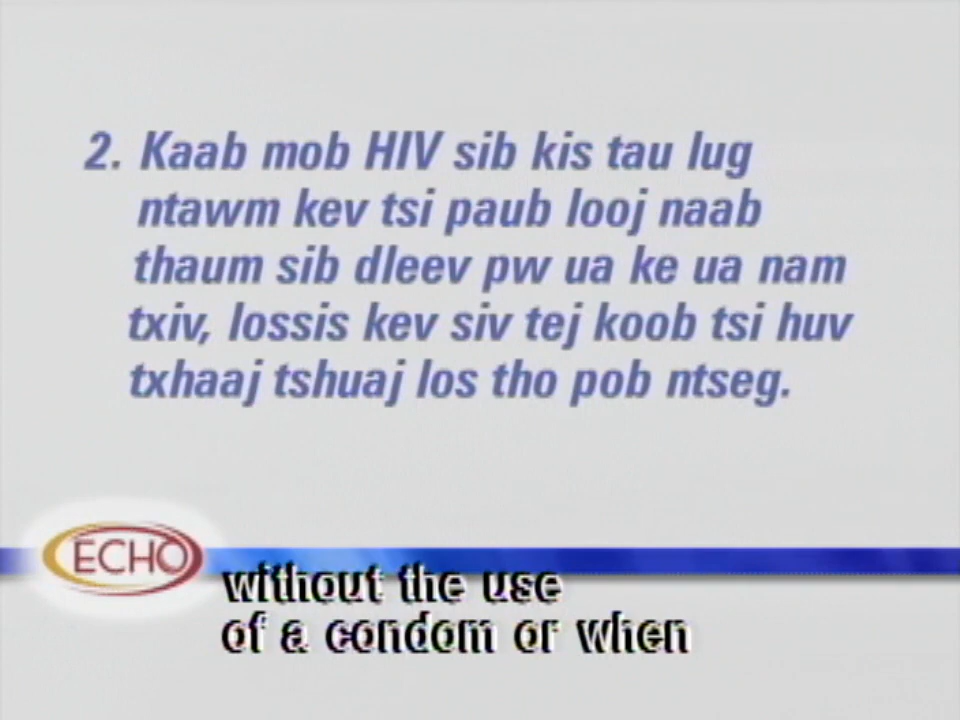 2. Kaab mob HIV sib kis tau lug
ntawm kev tsi paub looj naab
thaum sib dleev pw ua ke ua nam
txiv, lossis kev siv tej koob tsi huv
txhaaj tshuaj los tho pob ntseg.
ECHO
without the use
of a condom or when